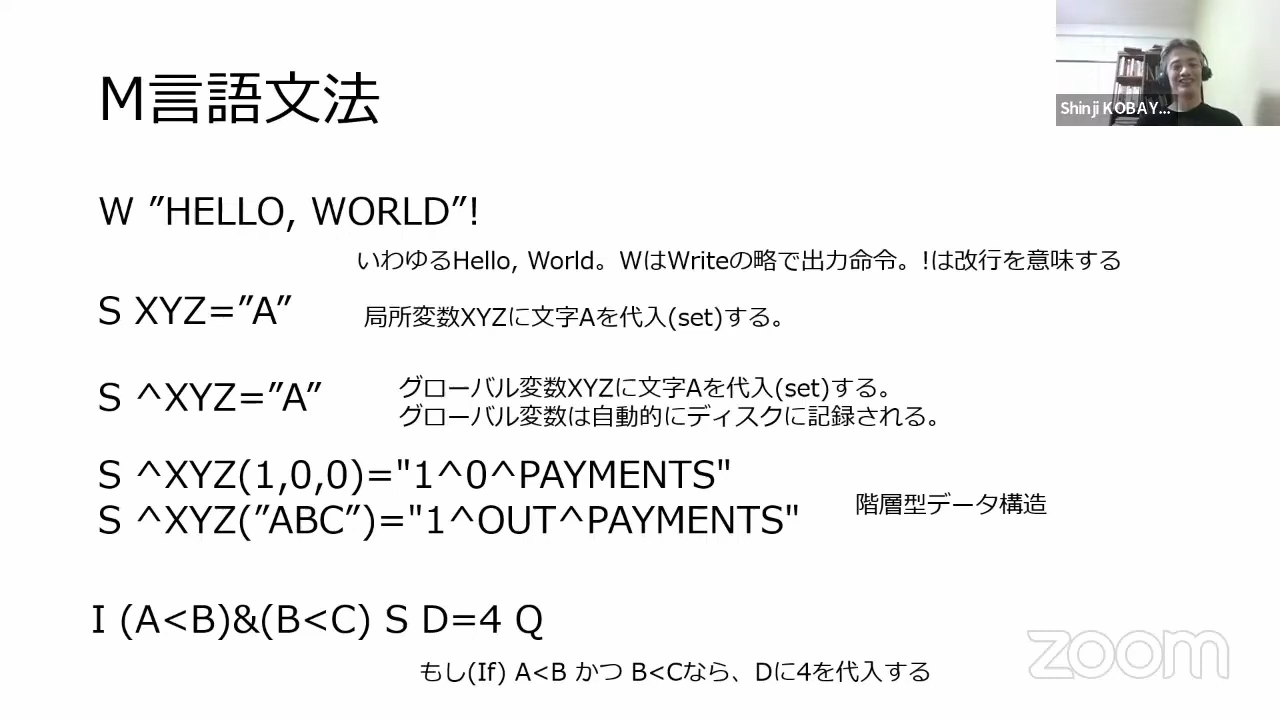 M言語文法
Shinji KOBAY...
W ”HELLO, WORLD”!
いわゆるHello, World。WはWriteの略で出力命令。!は改行を意味する
S XYZ=”A”
局所変数XYZに文字Aを代入(set)する。
S ^XYZ=”A”
グローバル変数XYZに文字Aを代入(set)する。
グローバル変数は自動的にディスクに記録される。
S ^XYZ(1,0,0)="1^0^PAYMENTS"
S ^XYZ(”ABC”)="1^OUT^PAYMENTS"
階層型データ構造
I (A<B)&(B<C) S D=4 Q
もし(If) A<B かつ B<Cなら、Dに4を代入する
zoom